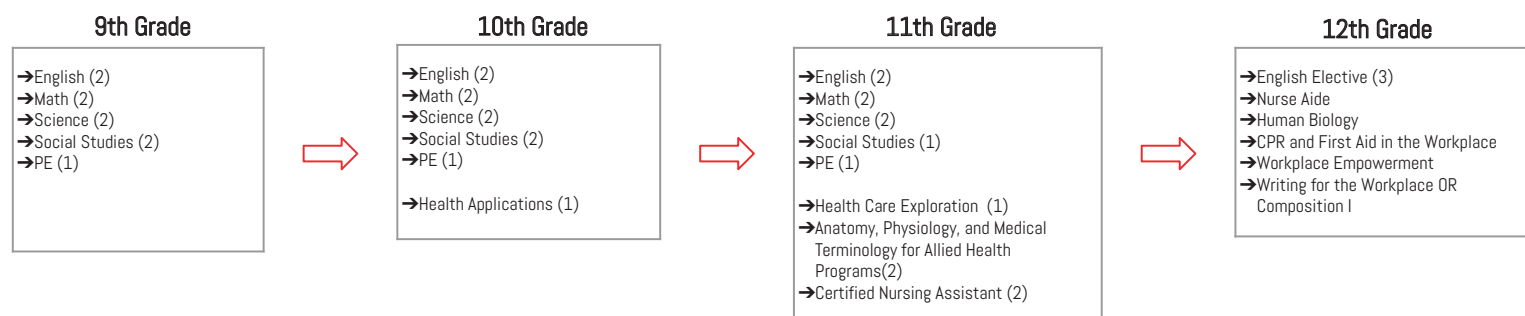 9th Grade
➔English (2)
➔Math (2)
➔Science (2)
➔Social Studies (2)
➔PE (1)
10th Grade
➔English (2)
➔Math (2)
➔Science (2)
➔Social Studies (2)
➔PE (1)
➔Health Applications (1)
11th Grade
➔English (2)
➔Math (2)
➔Science (2)
➔Social Studies (1)
➔PE (1)
➔Health Care Exploration (1)
➔Anatomy, Physiology, and Medical
Terminology for Allied Health
Programs(2)
➔Certified Nursing Assistant (2)
12th Grade
➔English Elective (3)
➔Nurse Aide
➔Human Biology
➔CPR and First Aid in the Workplace
➔Workplace Empowerment
➔Writing for the Workplace OR
Composition I